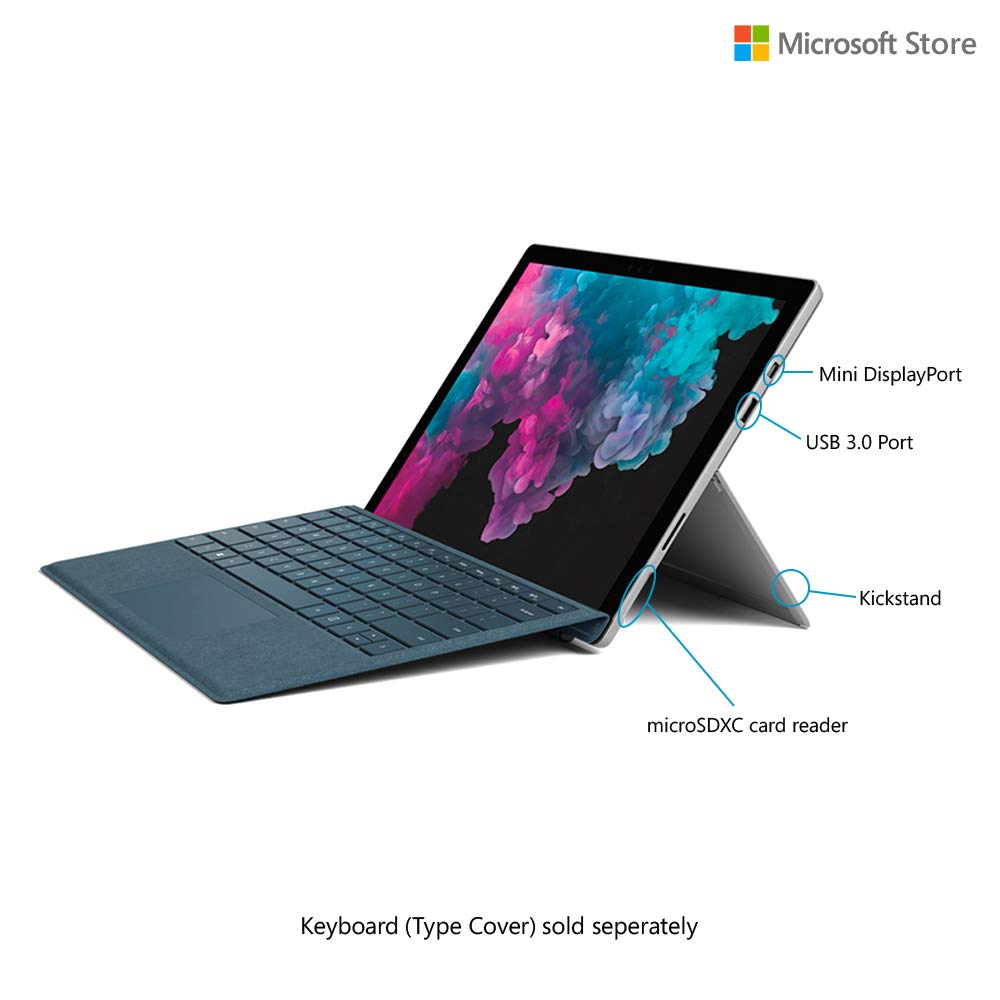 Microsoft Store
Mini DisplayPort
USB 3.0 Port
Kickstand
microSDXC card reader
Keyboard (Type Cover) sold seperately